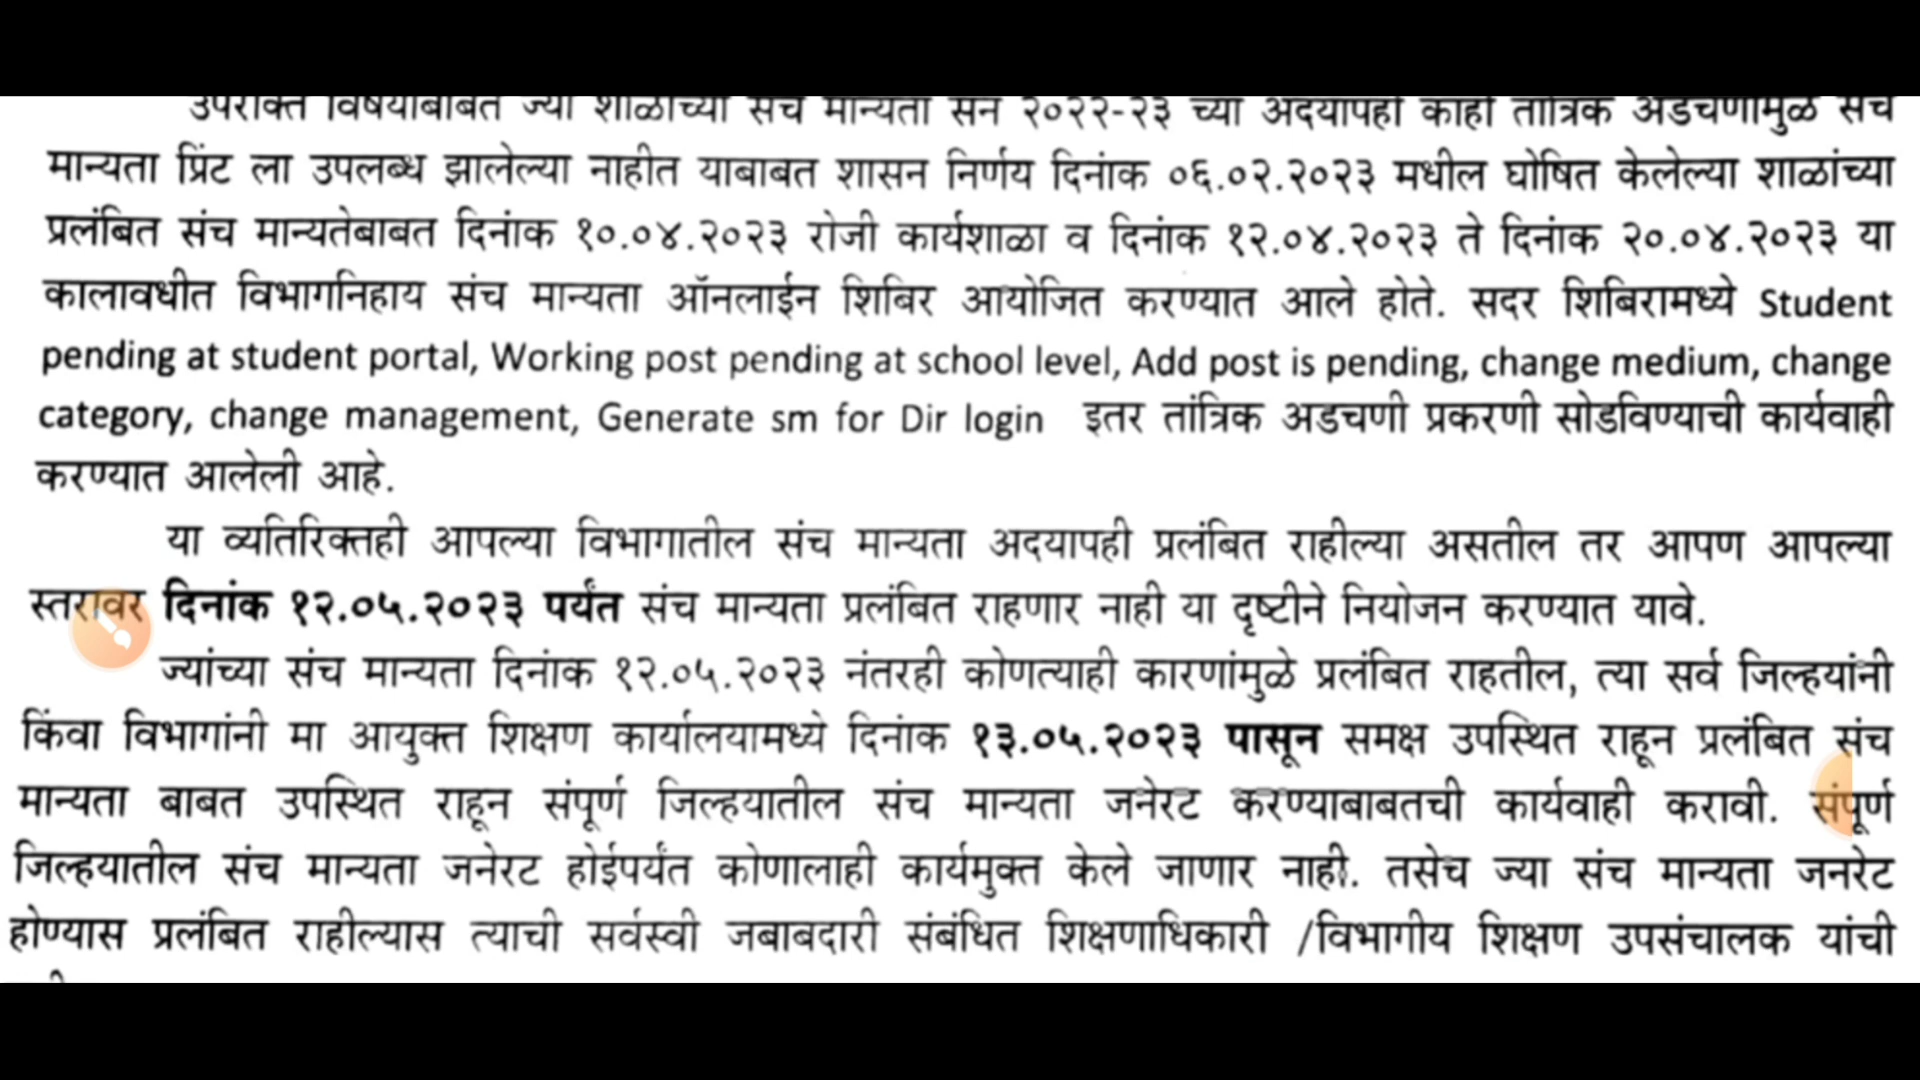 उपरोक्त विषयाबाबत ज्या शाळांच्या संच मान्यता सन २०२२-२३ च्या अदयापही काही तांत्रिक अडचणींमुळे संच
मान्यता प्रिंट ला उपलब्ध झालेल्या नाहीत याबाबत शासन निर्णय दिनांक ०६.०२.२०२३ मधील घोषित केलेल्या शाळांच्या
प्रलंबित संच मान्यतेबाबत दिनांक १०.०४.२०२३ रोजी कार्यशाळा व दिनांक १२.०४.२०२३ ते दिनांक २०.०४.२०२३ या
कालावधीत विभागनिहाय संच मान्यता ऑनलाईन शिबिर आयोजित करण्यात आले होते. सदर शिबिरामध्ये Student
pending at student portal, Working post pending at school level, Add post is pending, change medium, change
category, change management, Generate sm for Dir login इतर तांत्रिक अडचणी प्रकरणी सोडविण्याची कार्यवाही
करण्यात आलेली आहे.
या व्यतिरिक्तही आपल्या विभागातील संच मान्यता अदयापही प्रलंबित राहील्या असतील तर आपण आपल्या
स्तरावर दिनांक १२.०५.२०२३ पर्यंत संच मान्यता प्रलंबित राहणार नाही या दृष्टीने नियोजन करण्यात यावे.
ज्यांच्या संच मान्यता दिनांक १२.०५.२०२३ नंतरही कोणत्याही कारणांमुळे प्रलंबित राहतील, त्या सर्व जिल्हयांनी
किंवा विभागांनी मा आयुक्त शिक्षण कार्यालयामध्ये दिनांक १३.०५.२०२३ पासून समक्ष उपस्थित राहून प्रलंबित संच
मान्यता बाबत उपस्थित राहून संपूर्ण जिल्हयातील संच मान्यता जनेरट करण्याबाबतची कार्यवाही करावी. संपूर्ण
जिल्हयातील संच मान्यता जनेरट होईपर्यंत कोणालाही कार्यमुक्त केले जाणार नाही. तसेच ज्या संच मान्यता जनरेट
होण्यास प्रलंबित राहील्यास त्याची सर्वस्वी जबाबदारी संबंधित शिक्षणाधिकारी /विभागीय शिक्षण उपसंचालक यांची